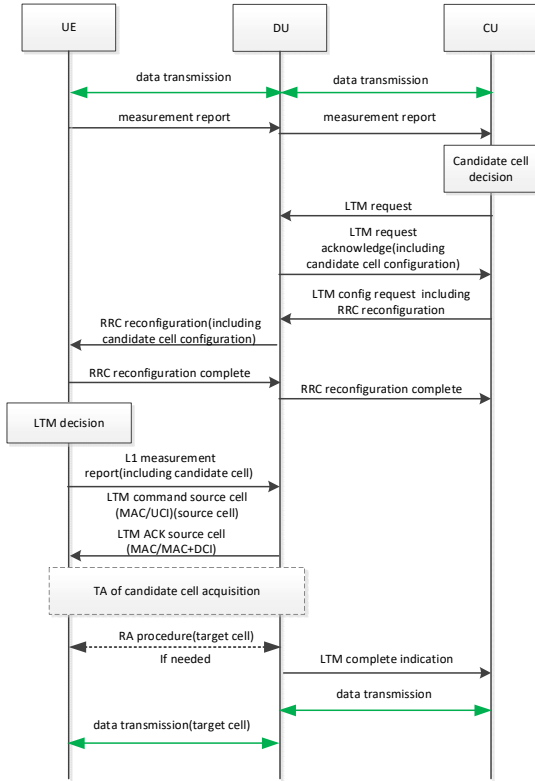 UE
DU
CU
data transmission
data transmission
measurement report
measurement report
Candidate cell
decision
LTM request
LTM request
acknowledge(including
candidate cell configuration)
LTM config request including
RRC reconfiguration
RRC reconfiguration(including
candidate cell configuration)
RRC reconfiguration complete
RRC reconfiguration complete
LTM decision
L1 measurement
report(including candidate cell)
LTM command source cell
(MAC/UCI)(source cell)
LTM ACK source cell
(MAC/MAC+DCI)
TA of candidate cell acquisition
RA procedure(target cell)
If needed
LTM complete indication
data transmission
data transmission(target cell)